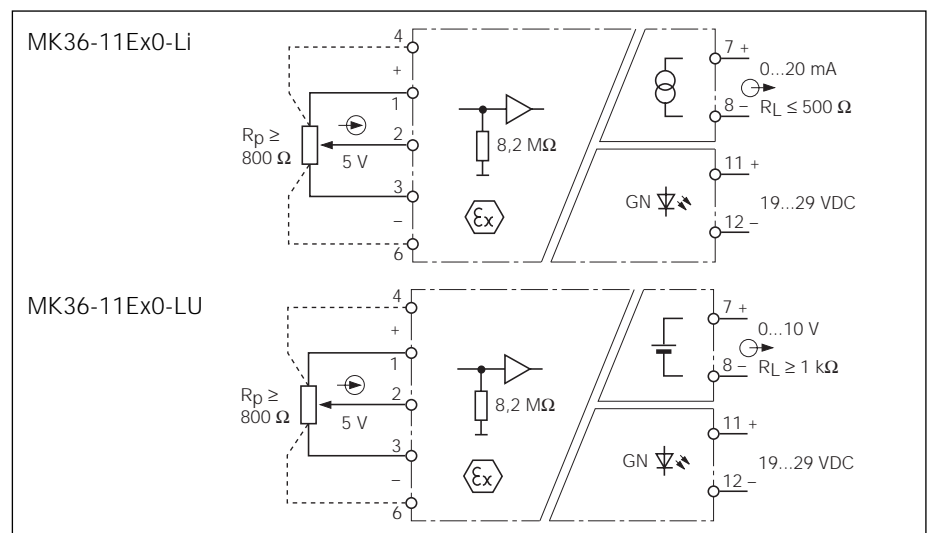 MK36-11Ex0-Li
4
+
1
2
3
–
6
Rp ≥
800 Ω
5 V
8,2 MΩ
Ex
7 +
0...20 mA
8 – RL ≤ 500 Ω
11 +
GN
19...29 VDC
12 –
MK36-11Ex0-LU
4
+
1
2
3
–
6
Rp ≥
800 Ω
5 V
8,2 MΩ
Ex
7 +
0...10 V
8 – RL ≥ 1 kΩ
11 +
GN
19...29 VDC
12 –